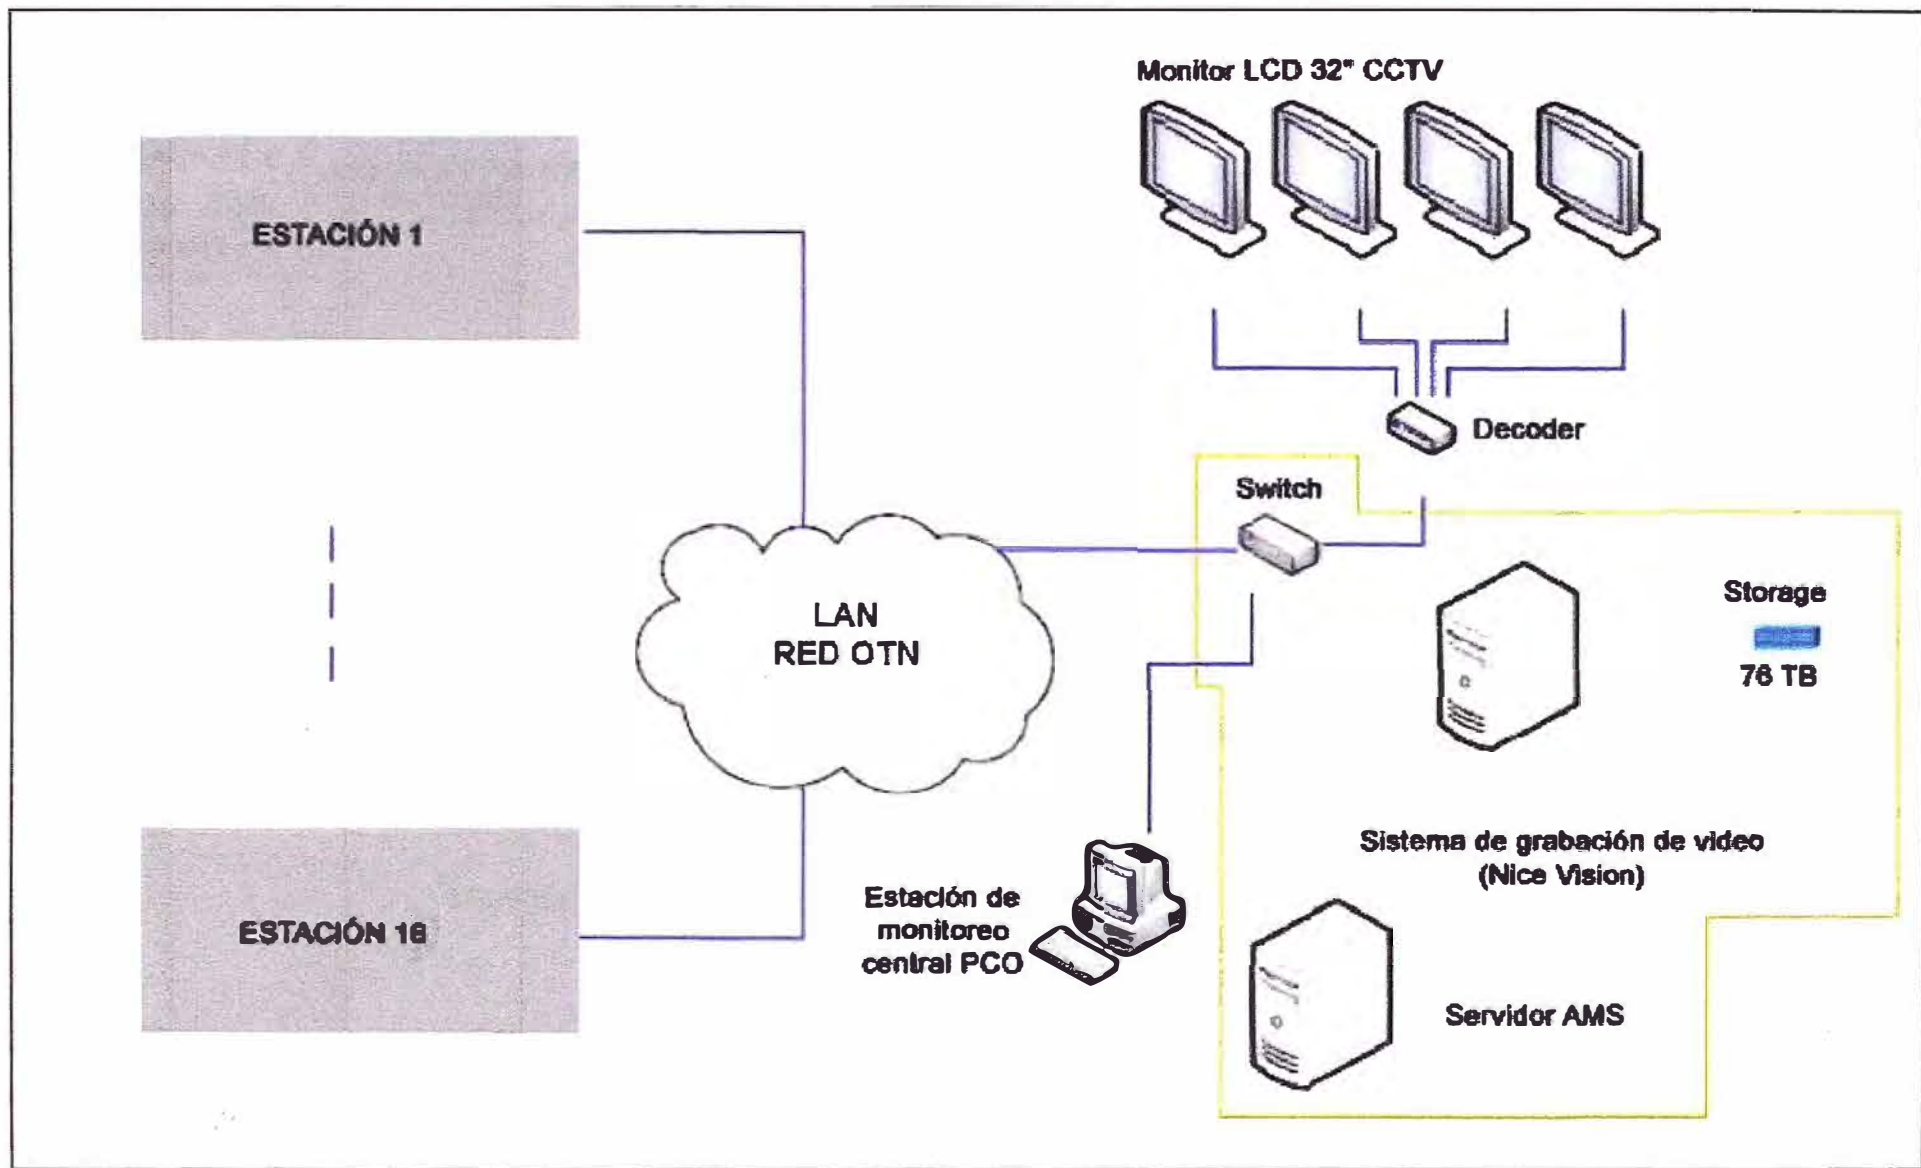 Monitor LCD 32" CCTV
ESTACIÓN 1
Decoder
Switch
LAN
RED OTN
Storage
76 TB
Sistema de grabación de video
(Nice Vision)
Estación de
monitoreo
central PCO
ESTACIÓN 16
Servidor AMS